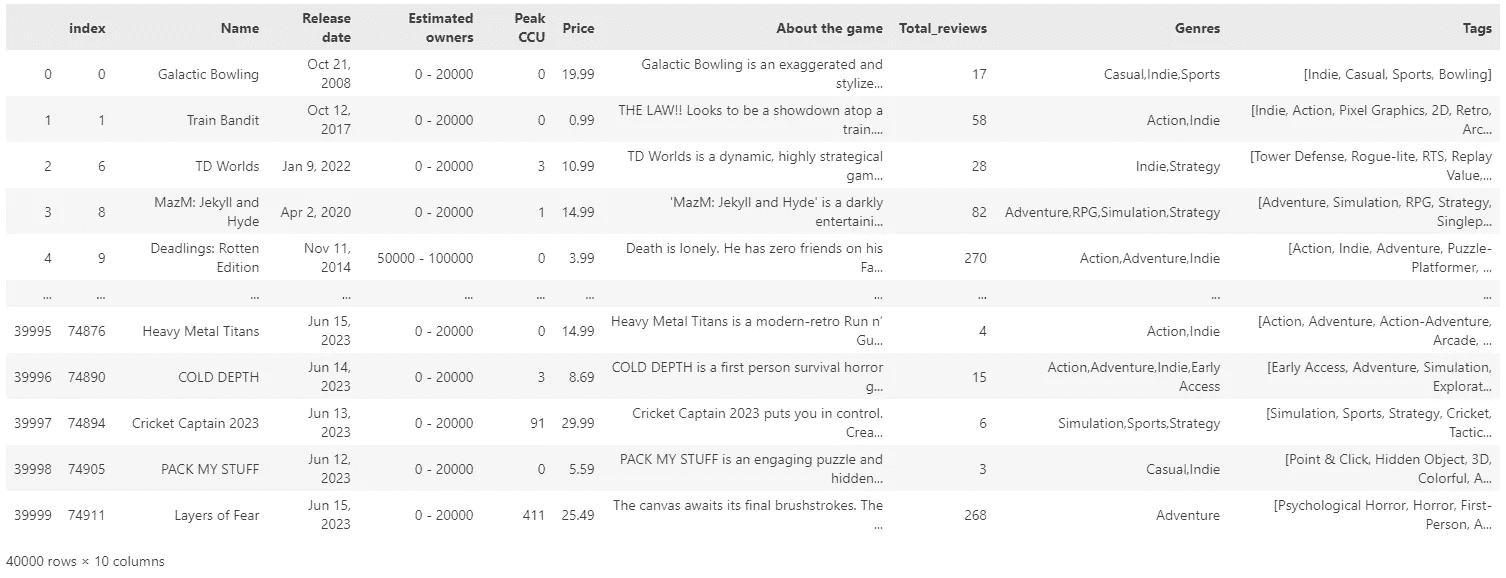 index Name Release date Estimated owners Peak CCU Price About the game Total_reviews Genres Tags
0 0 Galactic Bowling Oct 21, 2008 0 - 20000 0 19.99 Galactic Bowling is an exaggerated and stylize... 17 Casual,Indie,Sports [Indie, Casual, Sports, Bowling]
1 1 Train Bandit Oct 12, 2017 0 - 20000 0 0.99 THE LAW!! Looks to be a showdown atop a train.... 58 Action,Indie [Indie, Action, Pixel Graphics, 2D, Retro, Arc...
2 6 TD Worlds Jan 9, 2022 0 - 20000 3 10.99 TD Worlds is a dynamic, highly strategical gam... 28 Indie,Strategy [Tower Defense, Rogue-lite, RTS, Replay Value,...
3 8 MazM: Jekyll and Hyde Apr 2, 2020 0 - 20000 1 14.99 'MazM: Jekyll and Hyde' is a darkly entertaini... 82 Adventure,RPG,Simulation,Strategy [Adventure, Simulation, RPG, Strategy, Singlep...
4 9 Deadlings: Rotten Edition Nov 11, 2014 50000 - 100000 0 3.99 Death is lonely. He has zero friends on his Fa... 270 Action,Adventure,Indie [Action, Indie, Adventure, Puzzle-Platformer, ...
... ... ... ... ... ... ... ... ... ... ...
39995 74876 Heavy Metal Titans Jun 15, 2023 0 - 20000 0 14.99 Heavy Metal Titans is a modern-retro Run n' Gu... 4 Action,Indie [Action, Adventure, Action-Adventure, Arcade, ...
39996 74890 COLD DEPTH Jun 14, 2023 0 - 20000 3 8.69 COLD DEPTH is a first person survival horror g... 15 Action,Adventure,Indie,Early Access [Early Access, Adventure, Simulation, Explorat...
39997 74894 Cricket Captain 2023 Jun 13, 2023 0 - 20000 91 29.99 Cricket Captain 2023 puts you in control. Crea... 6 Simulation,Sports,Strategy [Simulation, Sports, Strategy, Cricket, Tactic...
39998 74905 PACK MY STUFF Jun 12, 2023 0 - 20000 0 5.59 PACK MY STUFF is an engaging puzzle and hidden... 3 Casual,Indie [Point & Click, Hidden Object, 3D, Colorful, A...
39999 74911 Layers of Fear Jun 15, 2023 0 - 20000 411 25.49 The canvas awaits its final brushstrokes. The ... 268 Adventure [Psychological Horror, Horror, First-Person, A...
40000 rows × 10 columns